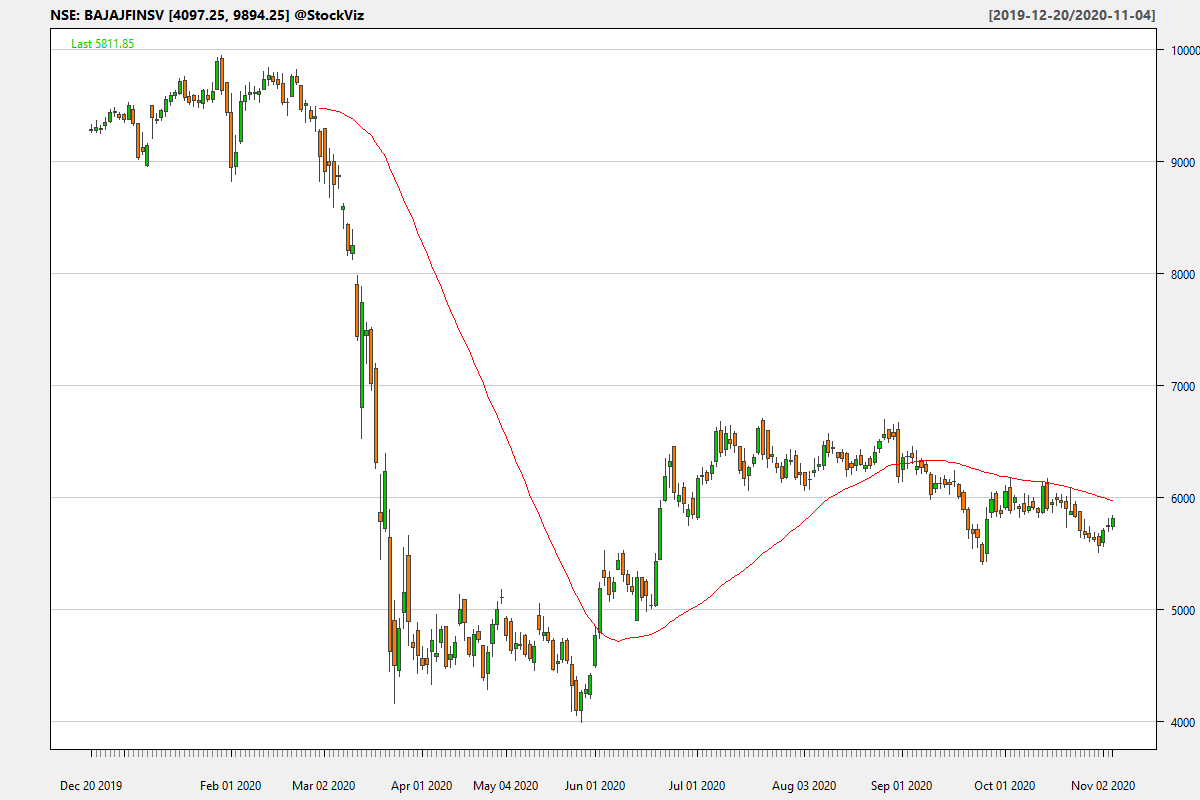 NSE: BAJAJFINSV [4097.25, 9894.25] @StockViz
[2019-12-20/2020-11-04]
Last 5811.85
10000
9000
8000
7000
6000
5000
4000
Dec 20 2019 Feb 01 2020 Mar 02 2020 Apr 01 2020 May 04 2020 Jun 01 2020 Jul 01 2020 Aug 03 2020 Sep 01 2020 Oct 01 2020 Nov 02 2020